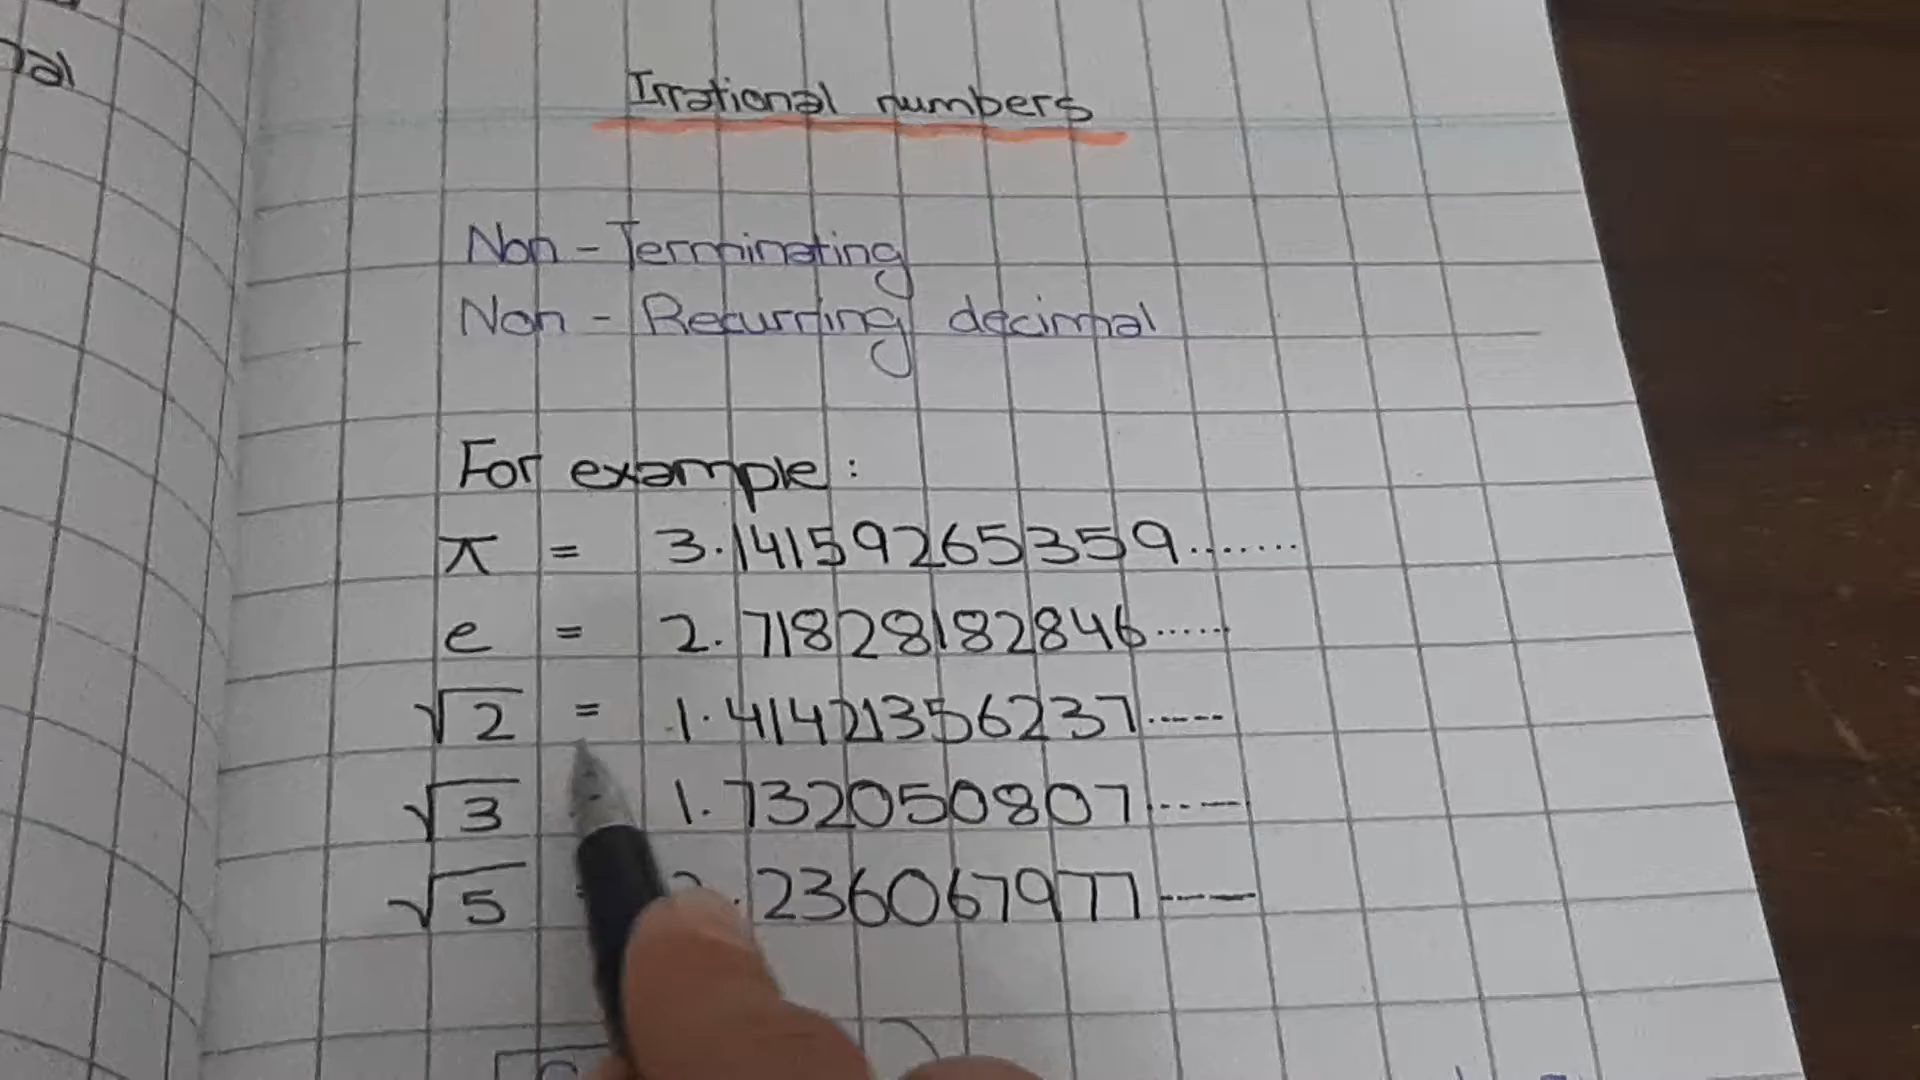 Irrational numbers
Non - Terminating
Non - Recurring decimal
For example :
π = 3.14159265359.......
e = 2.71828182846.....
√2 = 1.41421356237.....
√3 1.732050807.....
√5 .236067977----